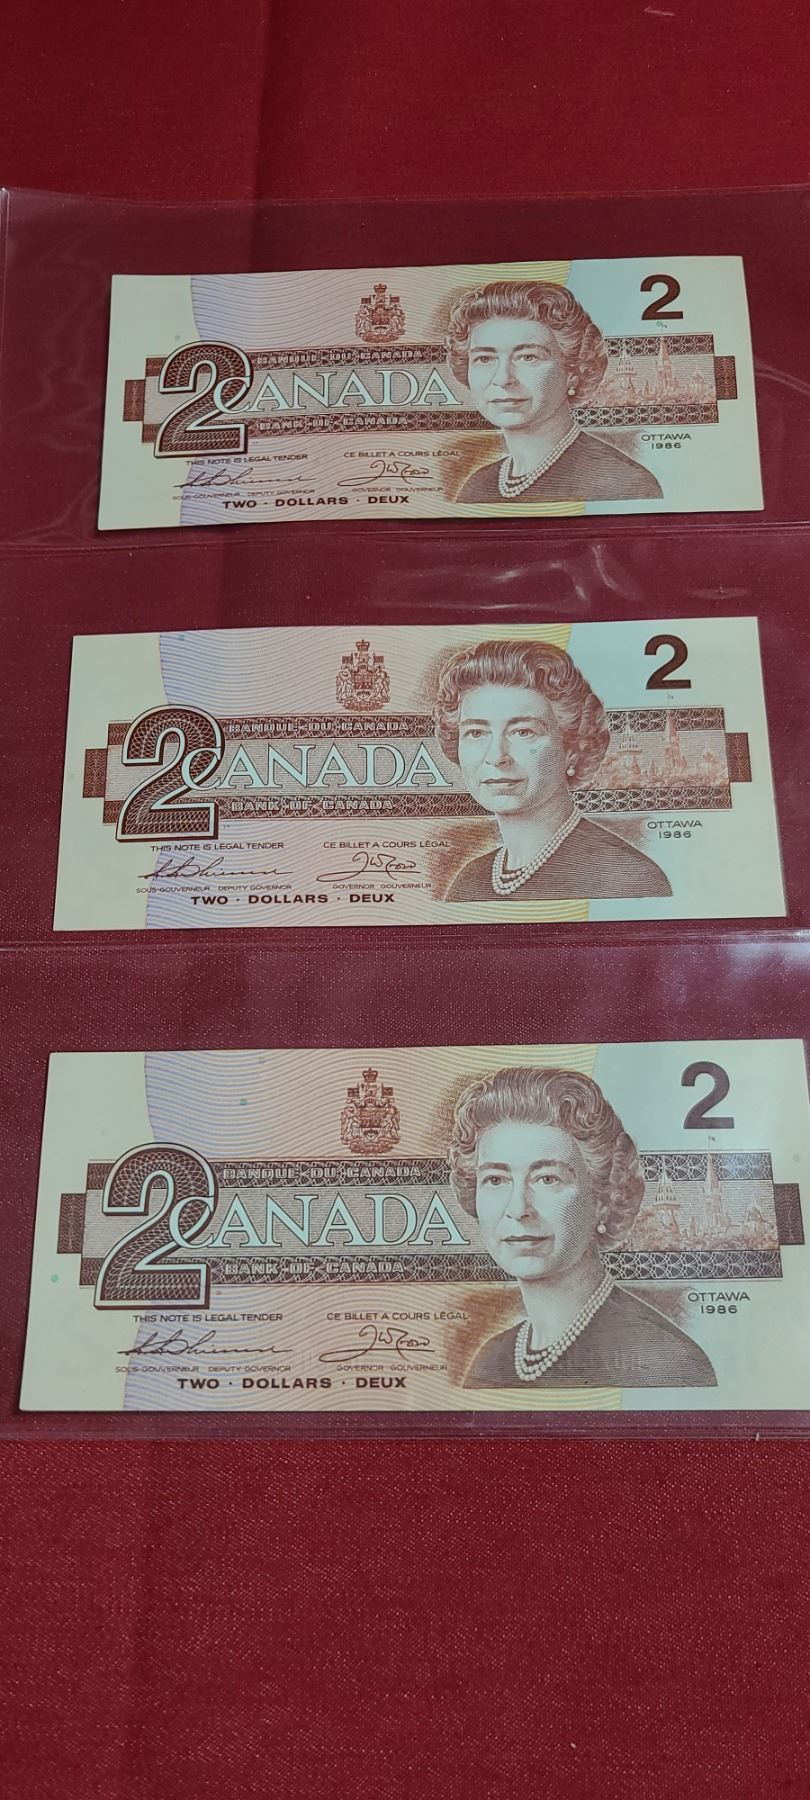 2
BANQUE·DU·CANADA
2 CANADA
BANK·OF·CANADA
OTTAWA
1986
THIS NOTE IS LEGAL TENDER
CE BILLET A COURS LÉGAL
SOUS-GOUVERNEUR DEPUTY GOVERNOR
GOVERNOR GOUVERNEUR
TWO · DOLLARS · DEUX
2
BANQUE·DU·CANADA
2 CANADA
BANK·OF·CANADA
OTTAWA
1986
THIS NOTE IS LEGAL TENDER
CE BILLET A COURS LÉGAL
SOUS-GOUVERNEUR DEPUTY GOVERNOR
GOVERNOR GOUVERNEUR
TWO · DOLLARS · DEUX
2
BANQUE·DU·CANADA
2 CANADA
BANK·OF·CANADA
OTTAWA
1986
THIS NOTE IS LEGAL TENDER
CE BILLET A COURS LÉGAL
SOUS-GOUVERNEUR DEPUTY GOVERNOR
GOVERNOR GOUVERNEUR
TWO · DOLLARS · DEUX